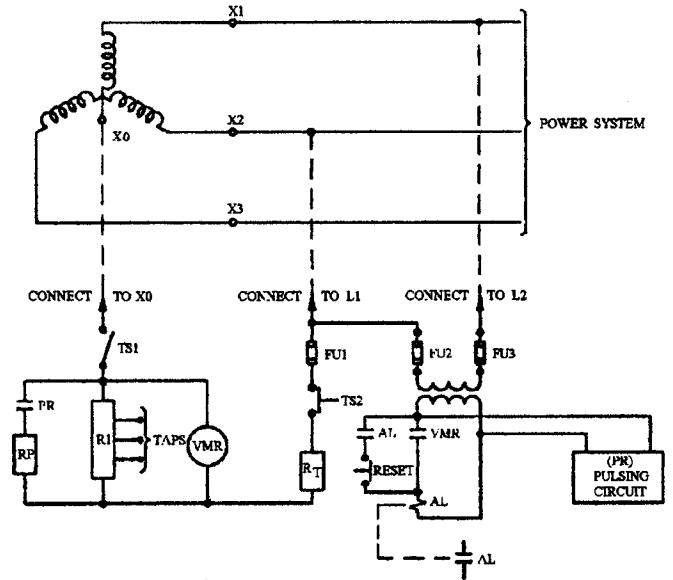 X1
X0
X2
POWER SYSTEM
X3
CONNECT TO X0
CONNECT TO L1
CONNECT TO L2
TS1
FU1
FU2
FU3
PR
TS2
RP
R1
TAPS
VMR
RT
AL
VMR
RESET
(PR)
PULSING
CIRCUIT
AL
AL